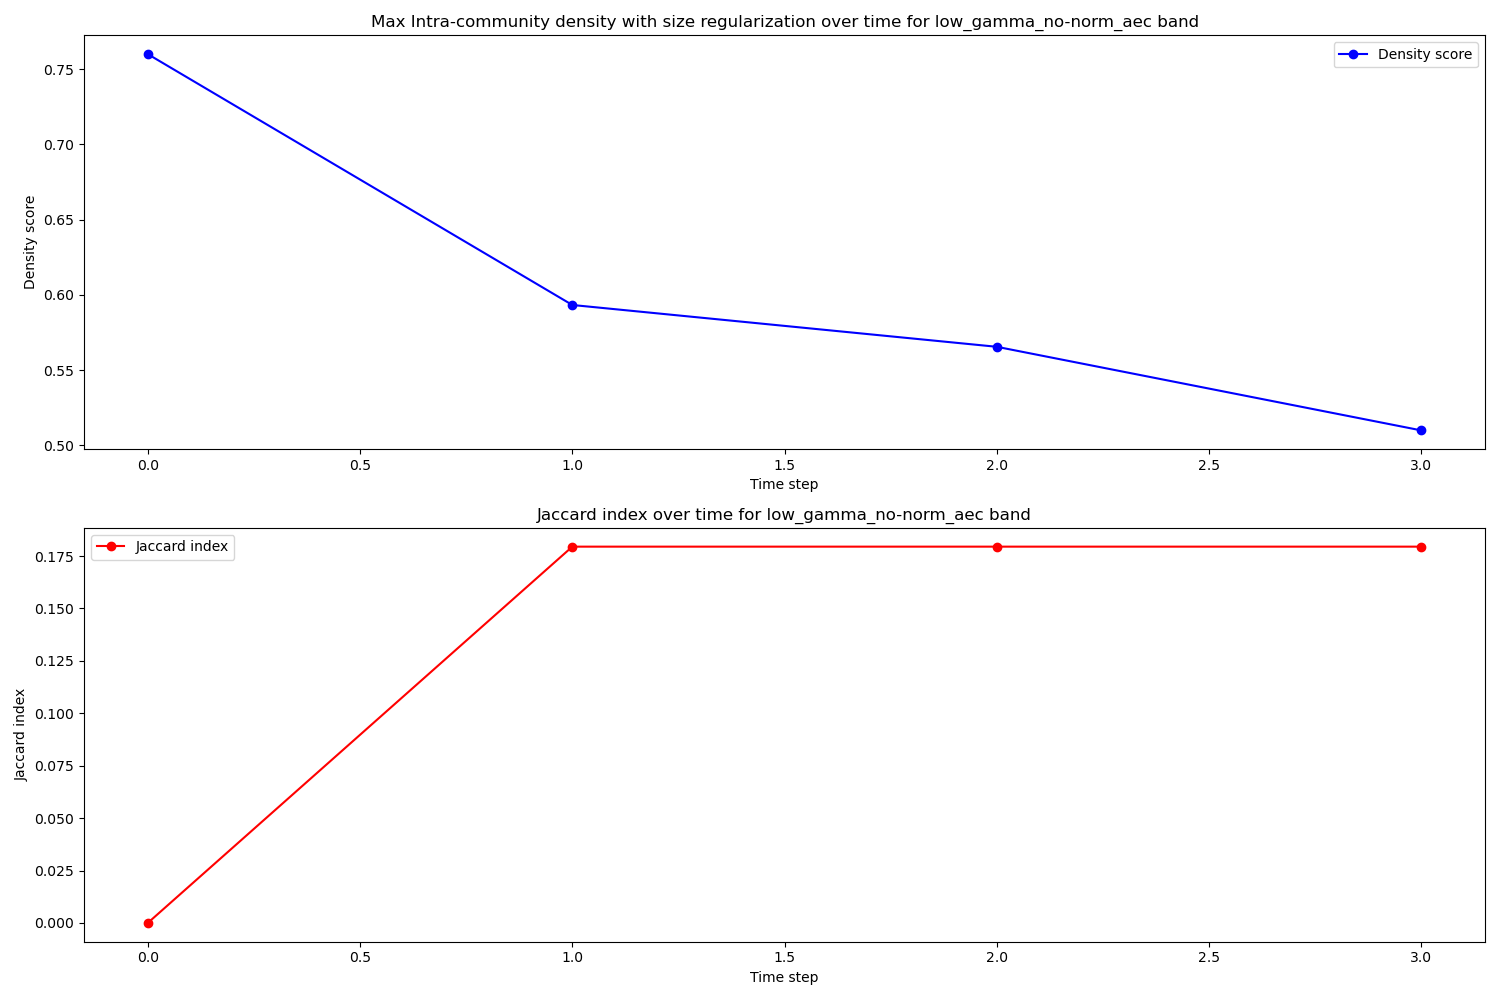 Max Intra-community density with size regularization over time for low_gamma_no-norm_aec band
Density score
0.75
0.70
0.65
0.60
0.55
0.50
Density score
0.0 0.5 1.0 1.5 2.0 2.5 3.0
Time step
Jaccard index over time for low_gamma_no-norm_aec band
Jaccard index
0.175
0.150
0.125
0.100
0.075
0.050
0.025
0.000
Jaccard index
0.0 0.5 1.0 1.5 2.0 2.5 3.0
Time step